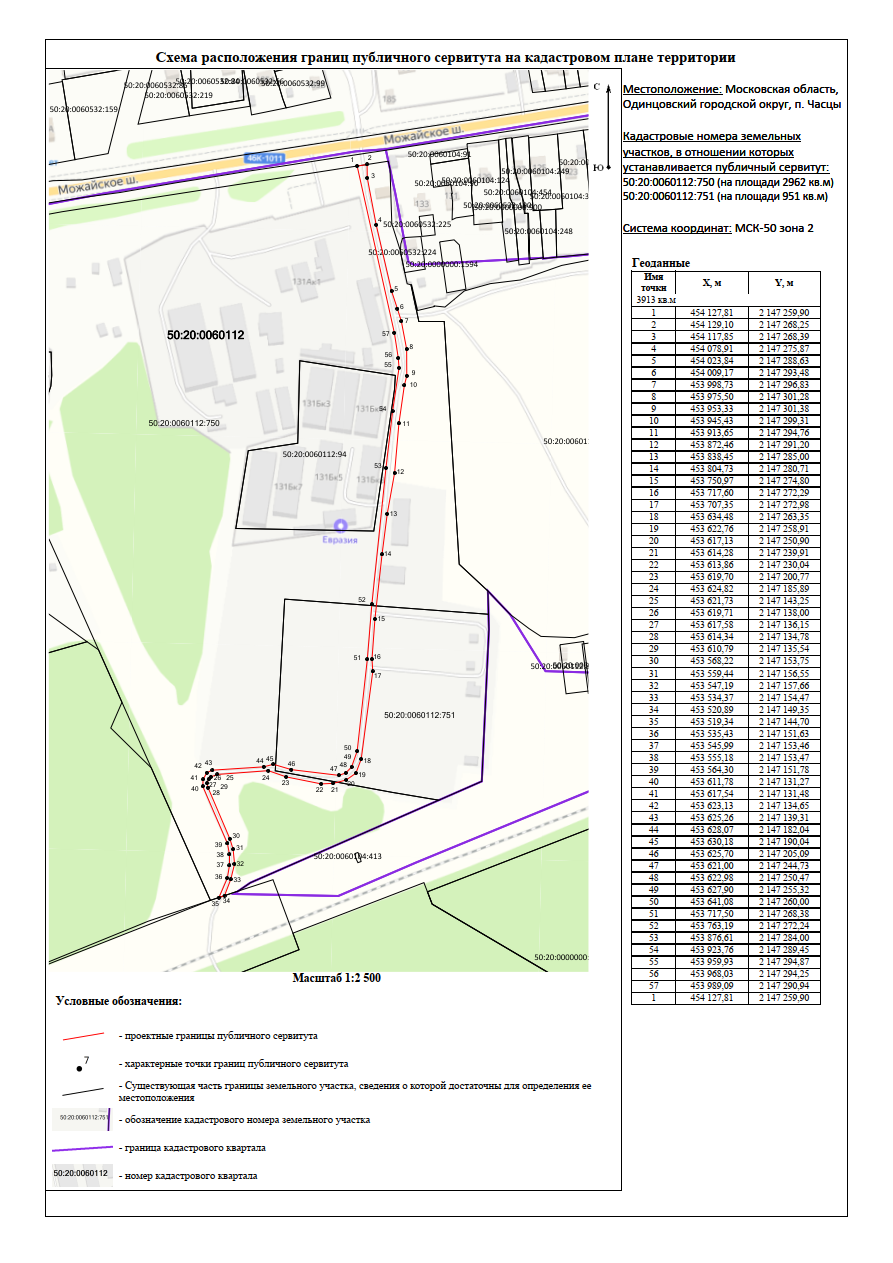 Схема расположения границ публичного сервитута на кадастровом плане территории
50:20:0060532:159
50:20:0060532:219
50:20:0060532:99
185
Можайское ш.
46К-1011
Можайское ш.
50:20:0060104:91
50:20:0060104:249
50:20:0060104:124
50:20:0060104:454
133
111
50:20:0060532:225
50:20:0060104:248
50:20:0060532:224
50:20:0000000:1594
131Ак1
50:20:0060112
50:20:0060112:750
131Бк3
50:20:0060112:94
131Бк7
131Бк5
Евразия
50:20:0060112:751
50:20:0060104:413
50:20:0000000:
С
Ю
Масштаб 1:2 500
Условные обозначения:
- проектные границы публичного сервитута
7
- характерные точки границ публичного сервитута
- Существующая часть границы земельного участка, сведения о которой достаточны для определения ее
местоположения
50:20:0060112:751
- обозначение кадастрового номера земельного участка
- граница кадастрового квартала
50:20:0060112
- номер кадастрового квартала
Местоположение: Московская область,
Одинцовский городской округ, п. Часцы
Кадастровые номера земельных
участков, в отношении которых
устанавливается публичный сервитут:
50:20:0060112:750 (на площади 2962 кв.м)
50:20:0060112:751 (на площади 951 кв.м)
Система координат: МСК-50 зона 2
Геоданные
Имя точки X, м Y, м
3913 кв.м
1 454 127,81 2 147 259,90
2 454 129,10 2 147 268,25
3 454 117,85 2 147 268,39
4 454 078,91 2 147 275,87
5 454 023,84 2 147 288,63
6 454 009,17 2 147 293,48
7 453 998,73 2 147 296,83
8 453 975,50 2 147 301,28
9 453 953,33 2 147 301,38
10 453 945,43 2 147 299,31
11 453 913,65 2 147 294,76
12 453 872,46 2 147 291,20
13 453 838,45 2 147 285,00
14 453 804,73 2 147 280,71
15 453 750,97 2 147 274,80
16 453 717,60 2 147 272,29
17 453 707,35 2 147 272,98
18 453 634,48 2 147 263,35
19 453 622,76 2 147 258,91
20 453 617,13 2 147 250,90
21 453 614,28 2 147 239,91
22 453 613,86 2 147 230,04
23 453 619,70 2 147 200,77
24 453 624,82 2 147 185,89
25 453 621,73 2 147 143,25
26 453 619,71 2 147 138,00
27 453 617,58 2 147 136,15
28 453 614,34 2 147 134,78
29 453 610,79 2 147 135,54
30 453 568,22 2 147 153,75
31 453 559,44 2 147 156,55
32 453 547,19 2 147 157,66
33 453 534,37 2 147 154,47
34 453 520,89 2 147 149,35
35 453 519,34 2 147 144,70
36 453 535,43 2 147 151,63
37 453 545,99 2 147 153,46
38 453 555,18 2 147 153,47
39 453 564,30 2 147 151,78
40 453 611,78 2 147 131,27
41 453 617,54 2 147 131,48
42 453 623,13 2 147 134,65
43 453 625,26 2 147 139,31
44 453 628,07 2 147 182,04
45 453 630,18 2 147 190,04
46 453 625,70 2 147 205,09
47 453 621,00 2 147 244,73
48 453 622,98 2 147 250,47
49 453 627,90 2 147 255,32
50 453 641,08 2 147 260,00
51 453 717,50 2 147 268,38
52 453 763,19 2 147 272,24
53 453 876,61 2 147 284,00
54 453 923,76 2 147 289,45
55 453 959,93 2 147 294,87
56 453 968,03 2 147 294,25
57 453 989,09 2 147 290,94
1 454 127,81 2 147 259,90